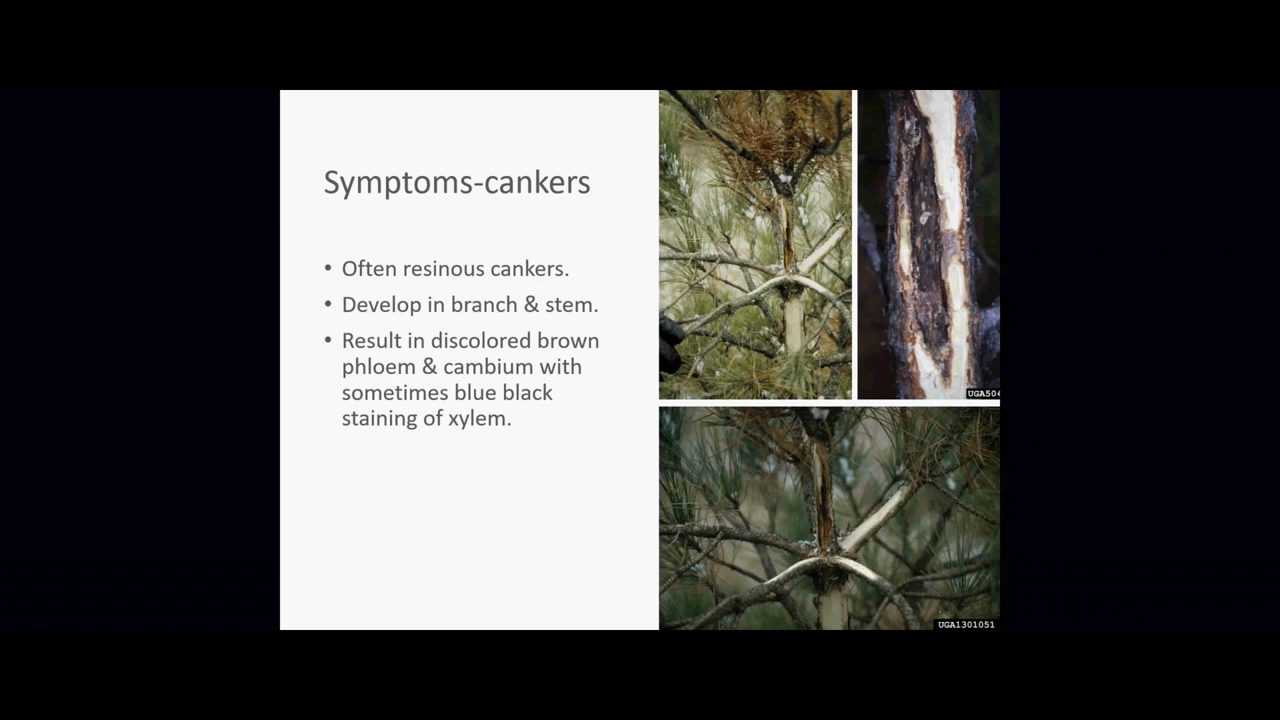 Symptoms-cankers
• Often resinous cankers.
• Develop in branch & stem.
• Result in discolored brown
phloem & cambium with
sometimes blue black
staining of xylem.
UGA504
UGA1301051